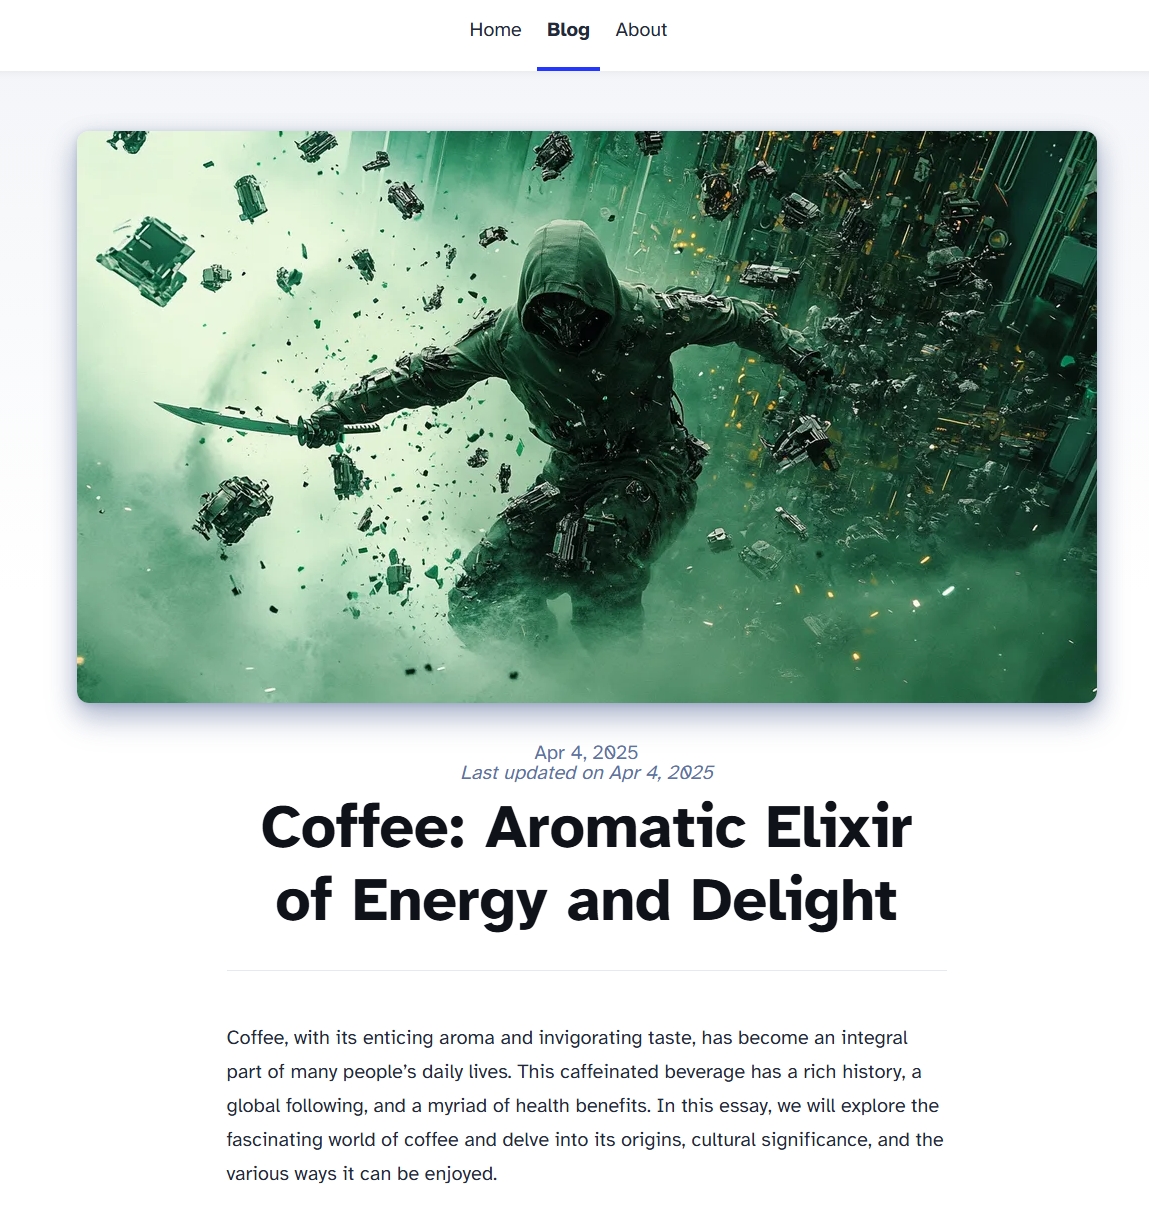 Home Blog About
Apr 4, 2025
Last updated on Apr 4, 2025
Coffee: Aromatic Elixir
of Energy and Delight
Coffee, with its enticing aroma and invigorating taste, has become an integral
part of many people’s daily lives. This caffeinated beverage has a rich history, a
global following, and a myriad of health benefits. In this essay, we will explore the
fascinating world of coffee and delve into its origins, cultural significance, and the
various ways it can be enjoyed.